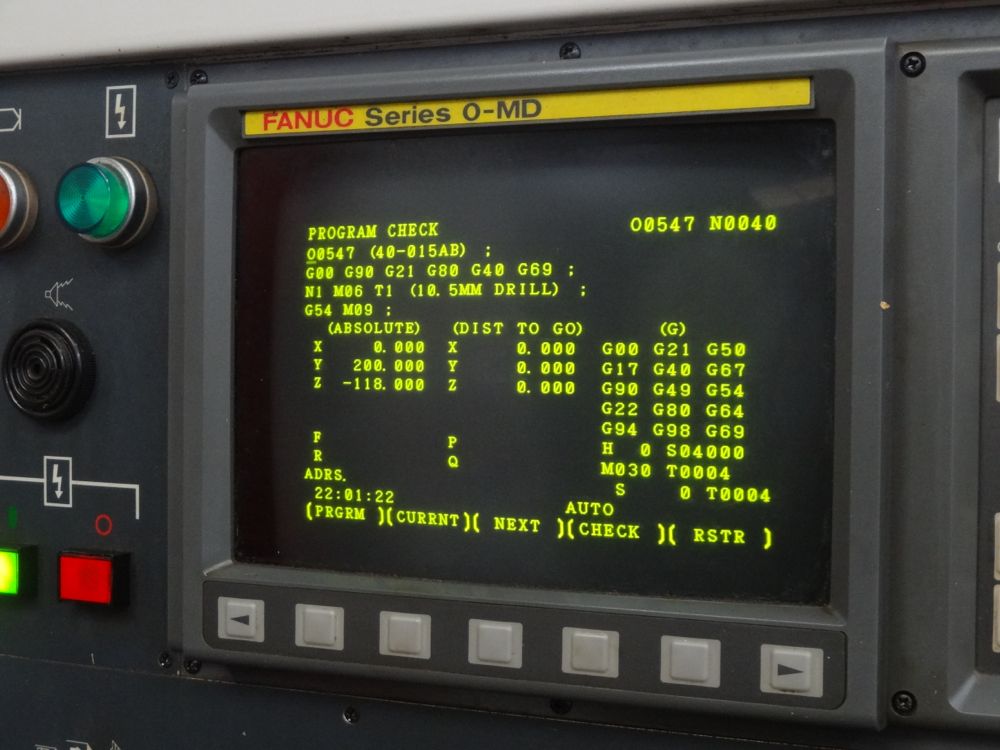 FANUC Series O-MD
PROGRAM CHECK O0547 N0040
O0547 (40-015AB) ;
G00 G90 G21 G80 G40 G69 ;
N1 M06 T1 (10.5MM DRILL) ;
G54 M09 ;
(ABSOLUTE) (DIST TO GO) (G)
X 0.000 X 0.000 G00 G21 G50
Y 200.000 Y 0.000 G17 G40 G67
Z -118.000 Z 0.000 G90 G49 G54
G22 G80 G64
F P G94 G98 G69
R Q H 0 S04000
ADRS. M030 T0004
22:01:22 S 0 T0004
AUTO
(PRGRM )(CURRNT)( NEXT )(CHECK )( RSTR )